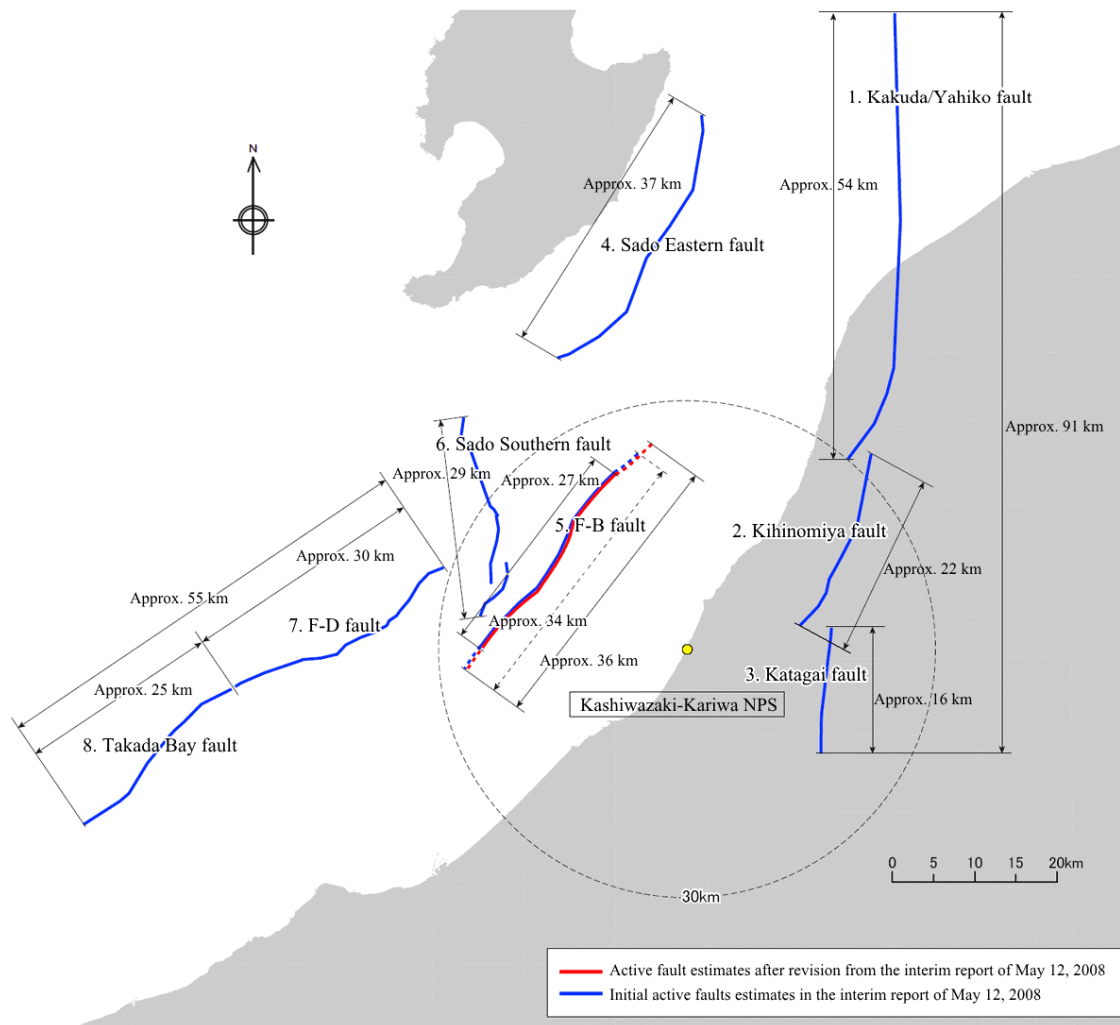 1. Kakuda/Yahiko fault
N
Approx. 37 km
Approx. 54 km
4. Sado Eastern fault
Approx. 91 km
6. Sado Southern fault
Approx. 29 km
Approx. 27 km
5. F-B fault
2. Kihinomiya fault
Approx. 30 km
Approx. 22 km
Approx. 55 km
7. F-D fault
Approx. 34 km
Approx. 36 km
3. Katagai fault
Approx. 25 km
Approx. 16 km
Kashiwazaki-Kariwa NPS
8. Takada Bay fault
0 5 10 15 20km
30km
Active fault estimates after revision from the interim report of May 12, 2008
Initial active faults estimates in the interim report of May 12, 2008